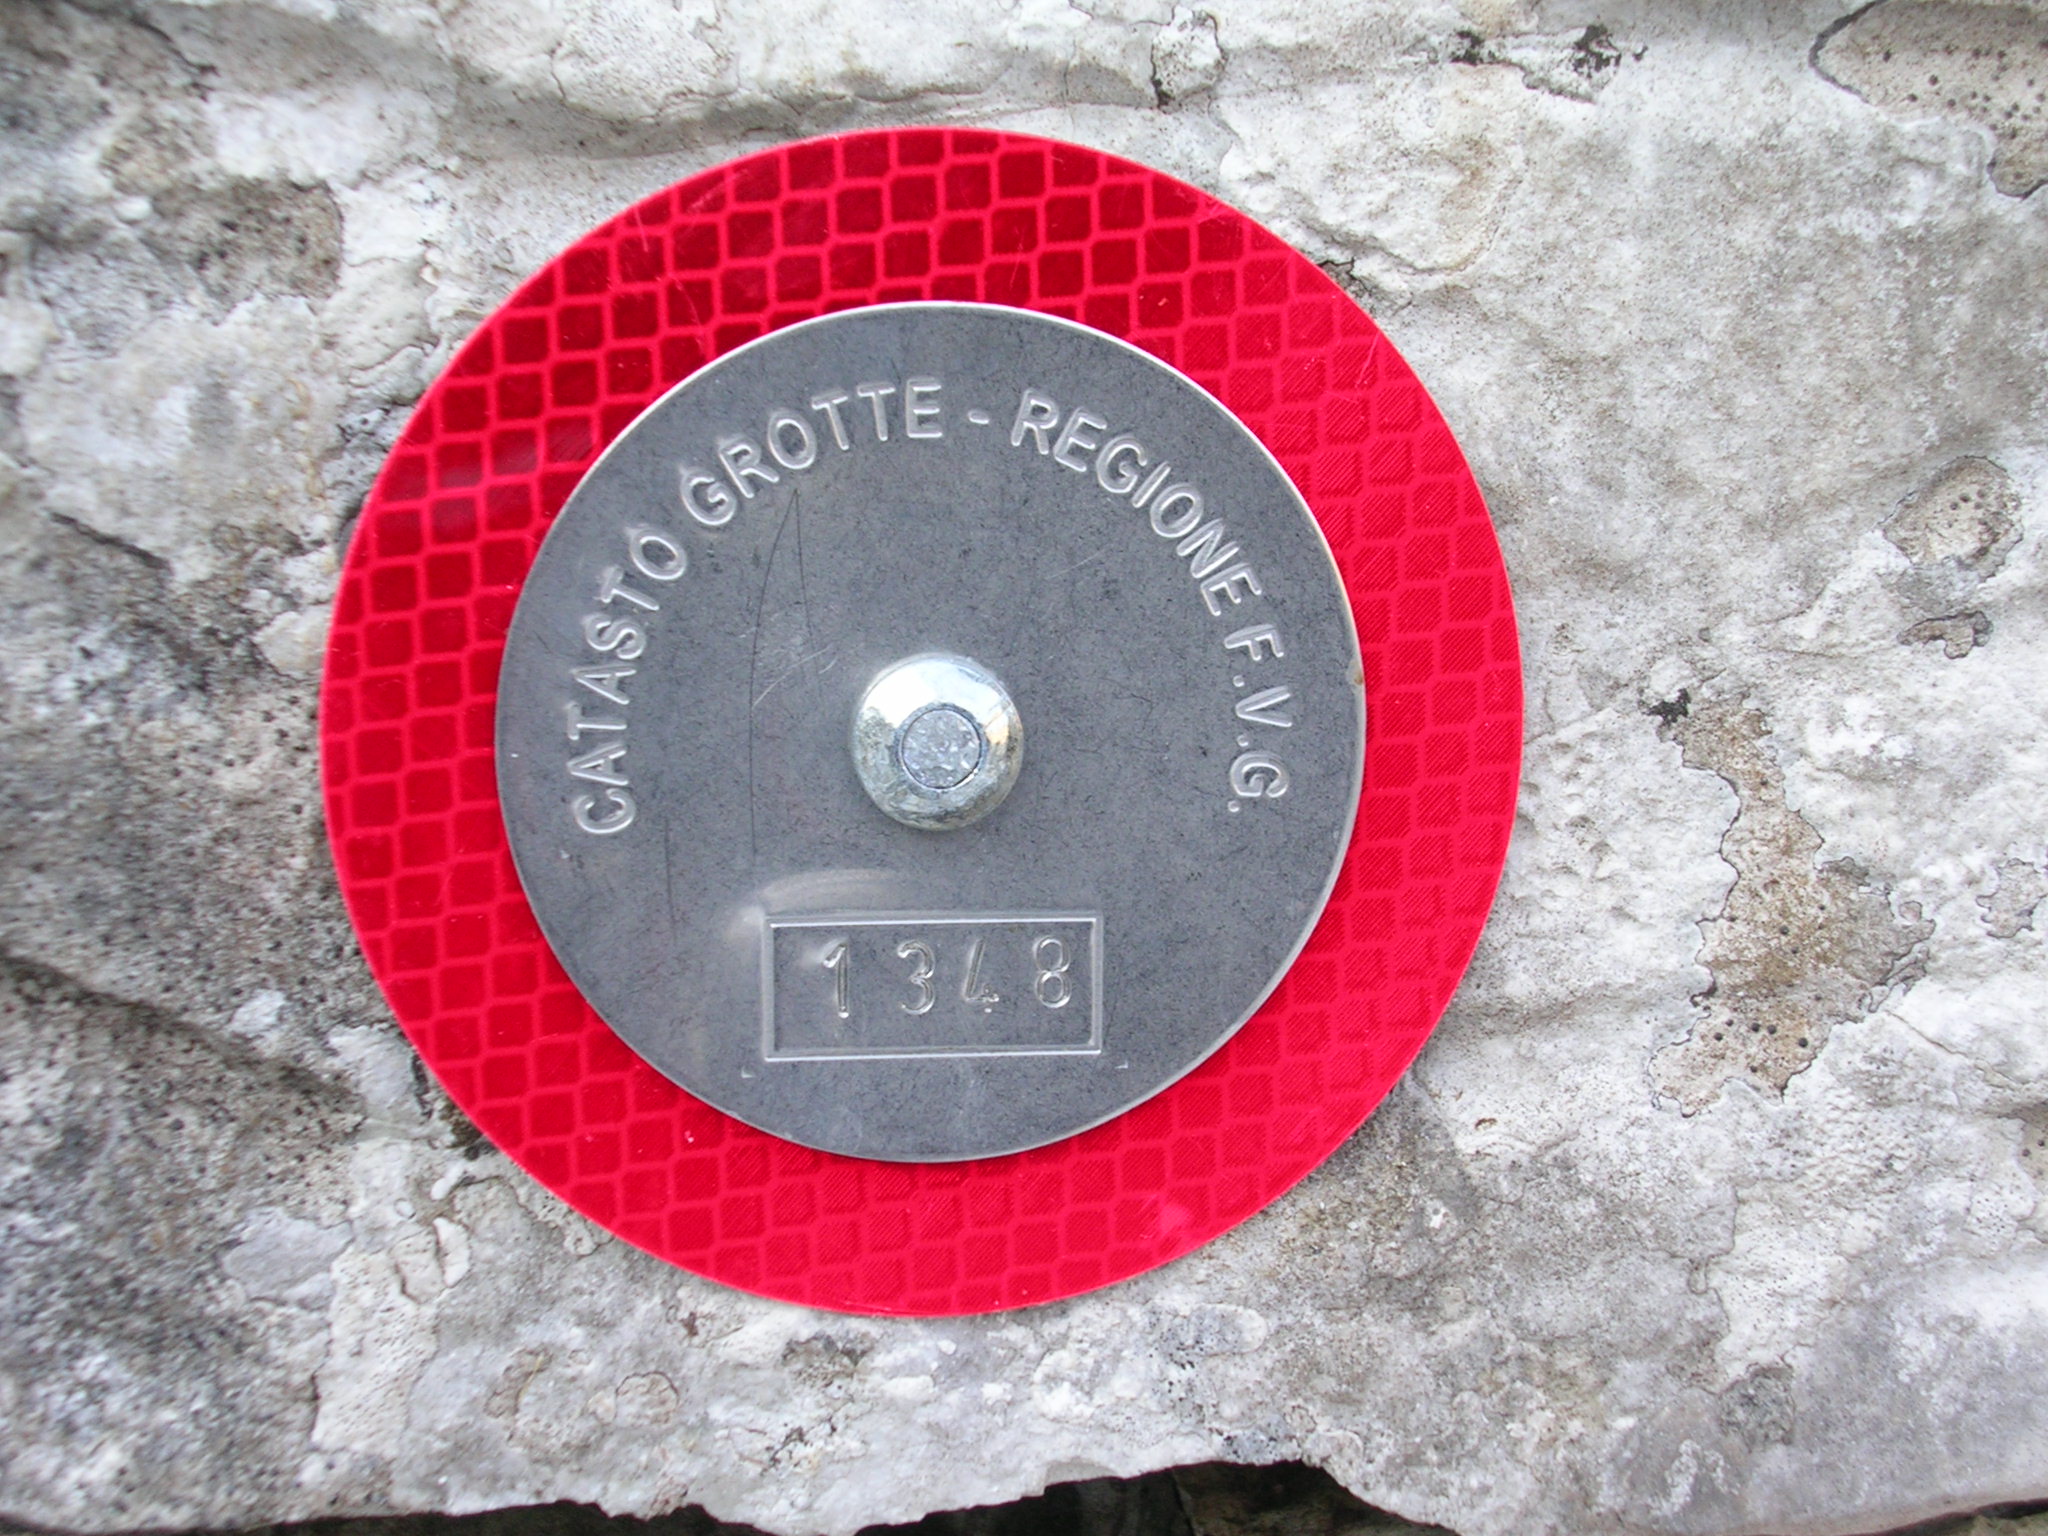 CATASTO GROTTE - REGIONE F.V.G.
1348